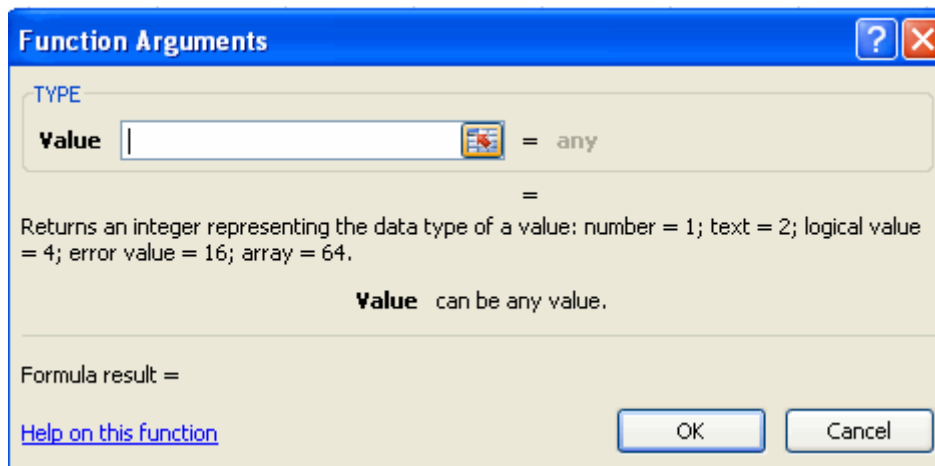 Function Arguments
TYPE
Value = any
=
Returns an integer representing the data type of a value: number = 1; text = 2; logical value
= 4; error value = 16; array = 64.
Value can be any value.
Formula result =
Help on this function OK Cancel